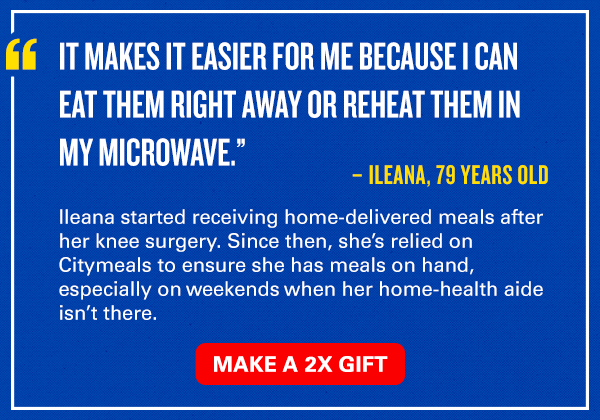 “
IT MAKES IT EASIER FOR ME BECAUSE I CAN
EAT THEM RIGHT AWAY OR REHEAT THEM IN
MY MICROWAVE.”
– ILEANA, 79 YEARS OLD
Ileana started receiving home-delivered meals after
her knee surgery. Since then, she’s relied on
Citymeals to ensure she has meals on hand,
especially on weekends when her home-health aide
isn’t there.
MAKE A 2X GIFT